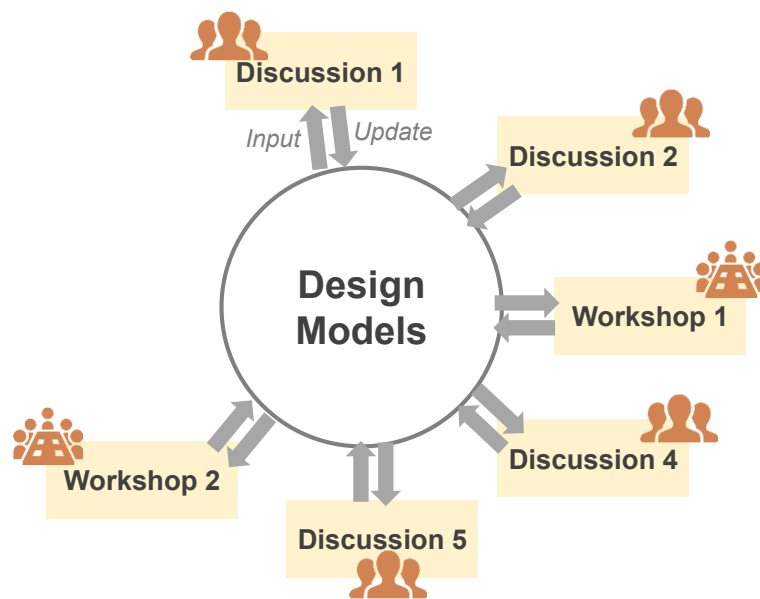 Discussion 1
Input
Update
Discussion 2
Design
Models
Workshop 1
Discussion 4
Workshop 2
Discussion 5